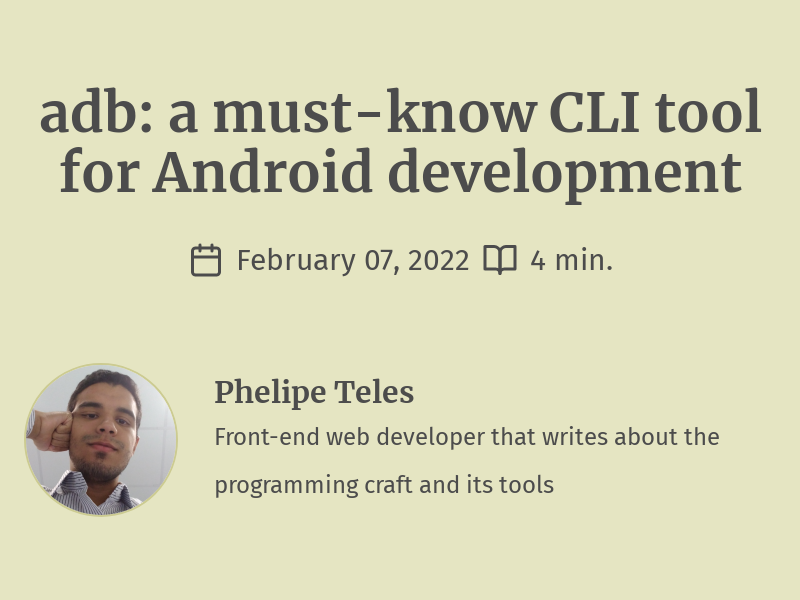 adb: a must-know CLI tool
for Android development
February 07, 2022 4 min.
Phelipe Teles
Front-end web developer that writes about the
programming craft and its tools